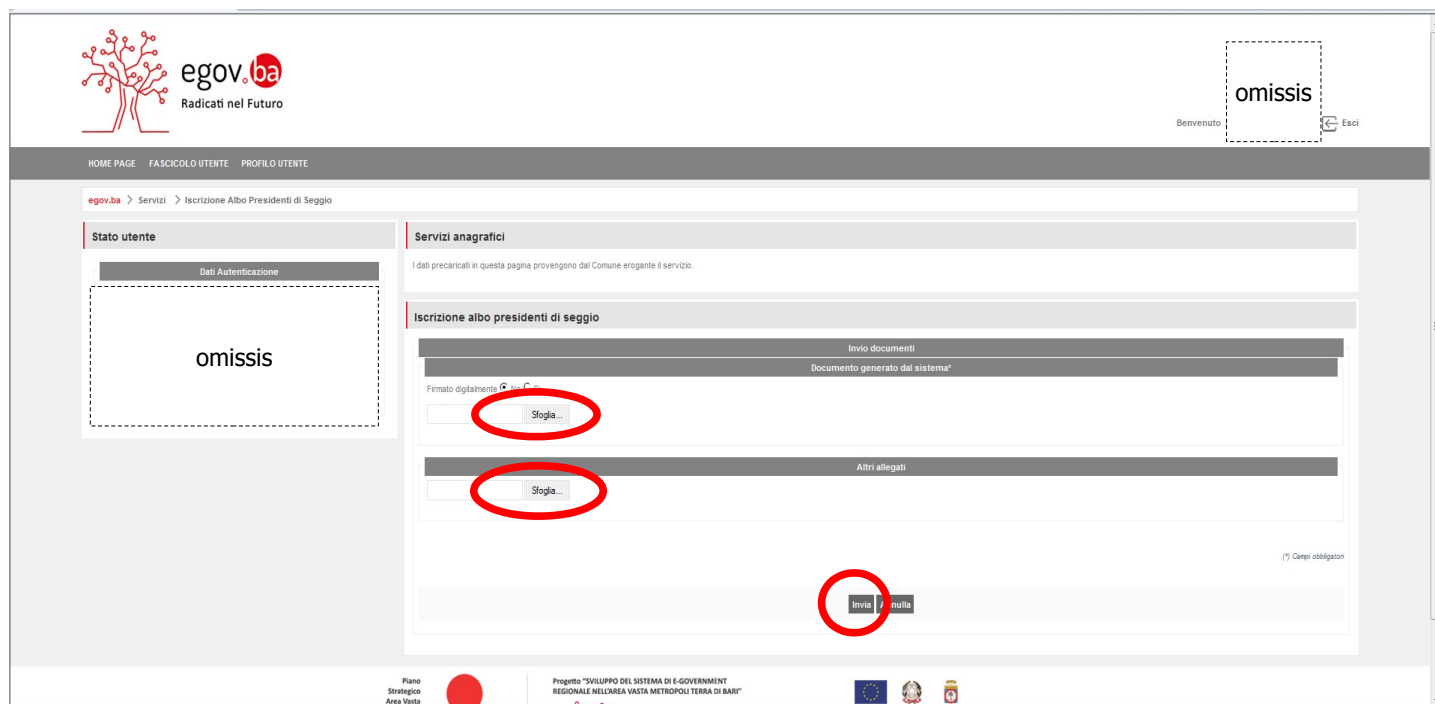 egov.ba
Radicati nel Futuro
omissis
Benvenuto
Esci
HOME PAGE FASCICOLO UTENTE PROFILO UTENTE
egov.ba > Servizi > Iscrizione Albo Presidenti di Seggio
Stato utente
Dati Autenticazione
omissis
Servizi anagrafici
I dati precaricati in questa pagina provengono dal Comune erogante il servizio.
Iscrizione albo presidenti di seggio
Invio documenti
Documento generato dal sistema*
Firmato digitalmente No
Sfoglia...
Altri allegati
Sfoglia...
(*) Campi obbligatori
Invia Annulla
Piano
Strategico
Area Vasta
Progetto "SVILUPPO DEL SISTEMA DI E-GOVERNMENT
REGIONALE NELL'AREA VASTA METROPOLI TERRA DI BARI"